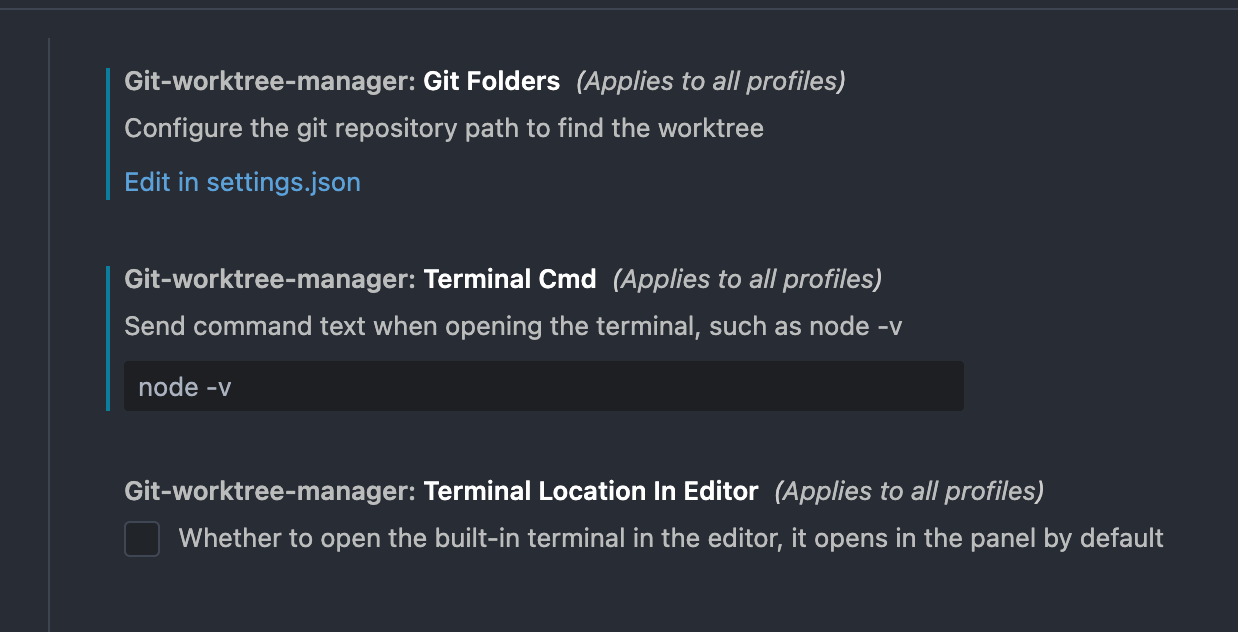 Git-worktree-manager: Git Folders (Applies to all profiles)
Configure the git repository path to find the worktree
Edit in settings.json
Git-worktree-manager: Terminal Cmd (Applies to all profiles)
Send command text when opening the terminal, such as node -v
node -v
Git-worktree-manager: Terminal Location In Editor (Applies to all profiles)
Whether to open the built-in terminal in the editor, it opens in the panel by default